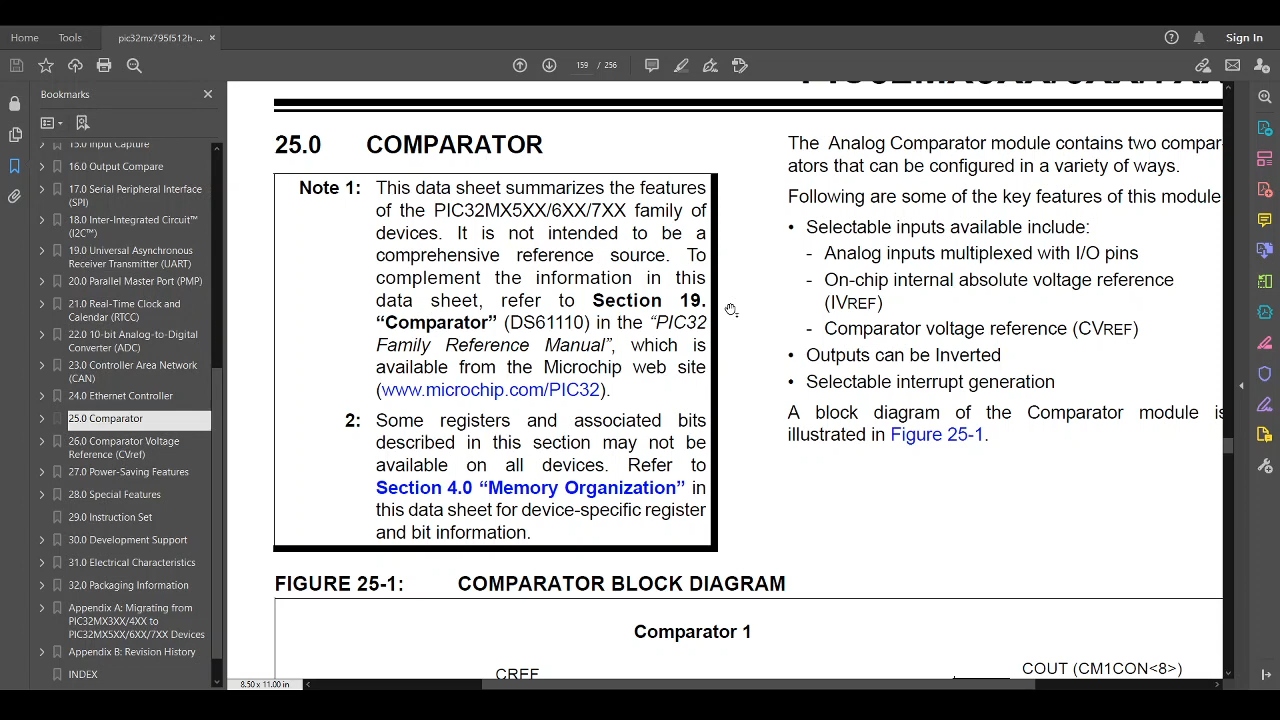 Home
Tools
pic32mx795f512h-...
Sign In
159 / 256
Bookmarks
15.0 Input Capture
16.0 Output Compare
17.0 Serial Peripheral Interface
(SPI)
18.0 Inter-Integrated Circuit™
(I2C™)
19.0 Universal Asynchronous
Receiver Transmitter (UART)
20.0 Parallel Master Port (PMP)
21.0 Real-Time Clock and
Calendar (RTCC)
22.0 10-bit Analog-to-Digital
Converter (ADC)
23.0 Controller Area Network
(CAN)
24.0 Ethernet Controller
25.0 Comparator
26.0 Comparator Voltage
Reference (CVref)
27.0 Power-Saving Features
28.0 Special Features
29.0 Instruction Set
30.0 Development Support
31.0 Electrical Characteristics
32.0 Packaging Information
Appendix A: Migrating from
PIC32MX3XX/4XX to
PIC32MX5XX/6XX/7XX Devices
Appendix B: Revision History
INDEX
25.0 COMPARATOR
Note 1: This data sheet summarizes the features
of the PIC32MX5XX/6XX/7XX family of
devices. It is not intended to be a
comprehensive reference source. To
complement the information in this
data sheet, refer to Section 19.
“Comparator” (DS61110) in the “PIC32
Family Reference Manual”, which is
available from the Microchip web site
(www.microchip.com/PIC32).
2: Some registers and associated bits
described in this section may not be
available on all devices. Refer to
Section 4.0 “Memory Organization” in
this data sheet for device-specific register
and bit information.
The Analog Comparator module contains two compar-
ators that can be configured in a variety of ways.
Following are some of the key features of this module
• Selectable inputs available include:
- Analog inputs multiplexed with I/O pins
- On-chip internal absolute voltage reference
(IVREF)
- Comparator voltage reference (CVREF)
• Outputs can be Inverted
• Selectable interrupt generation
A block diagram of the Comparator module is
illustrated in Figure 25-1.
FIGURE 25-1: COMPARATOR BLOCK DIAGRAM
Comparator 1
CREF
COUT (CM1CON<8>)
8.50 x 11.00 in